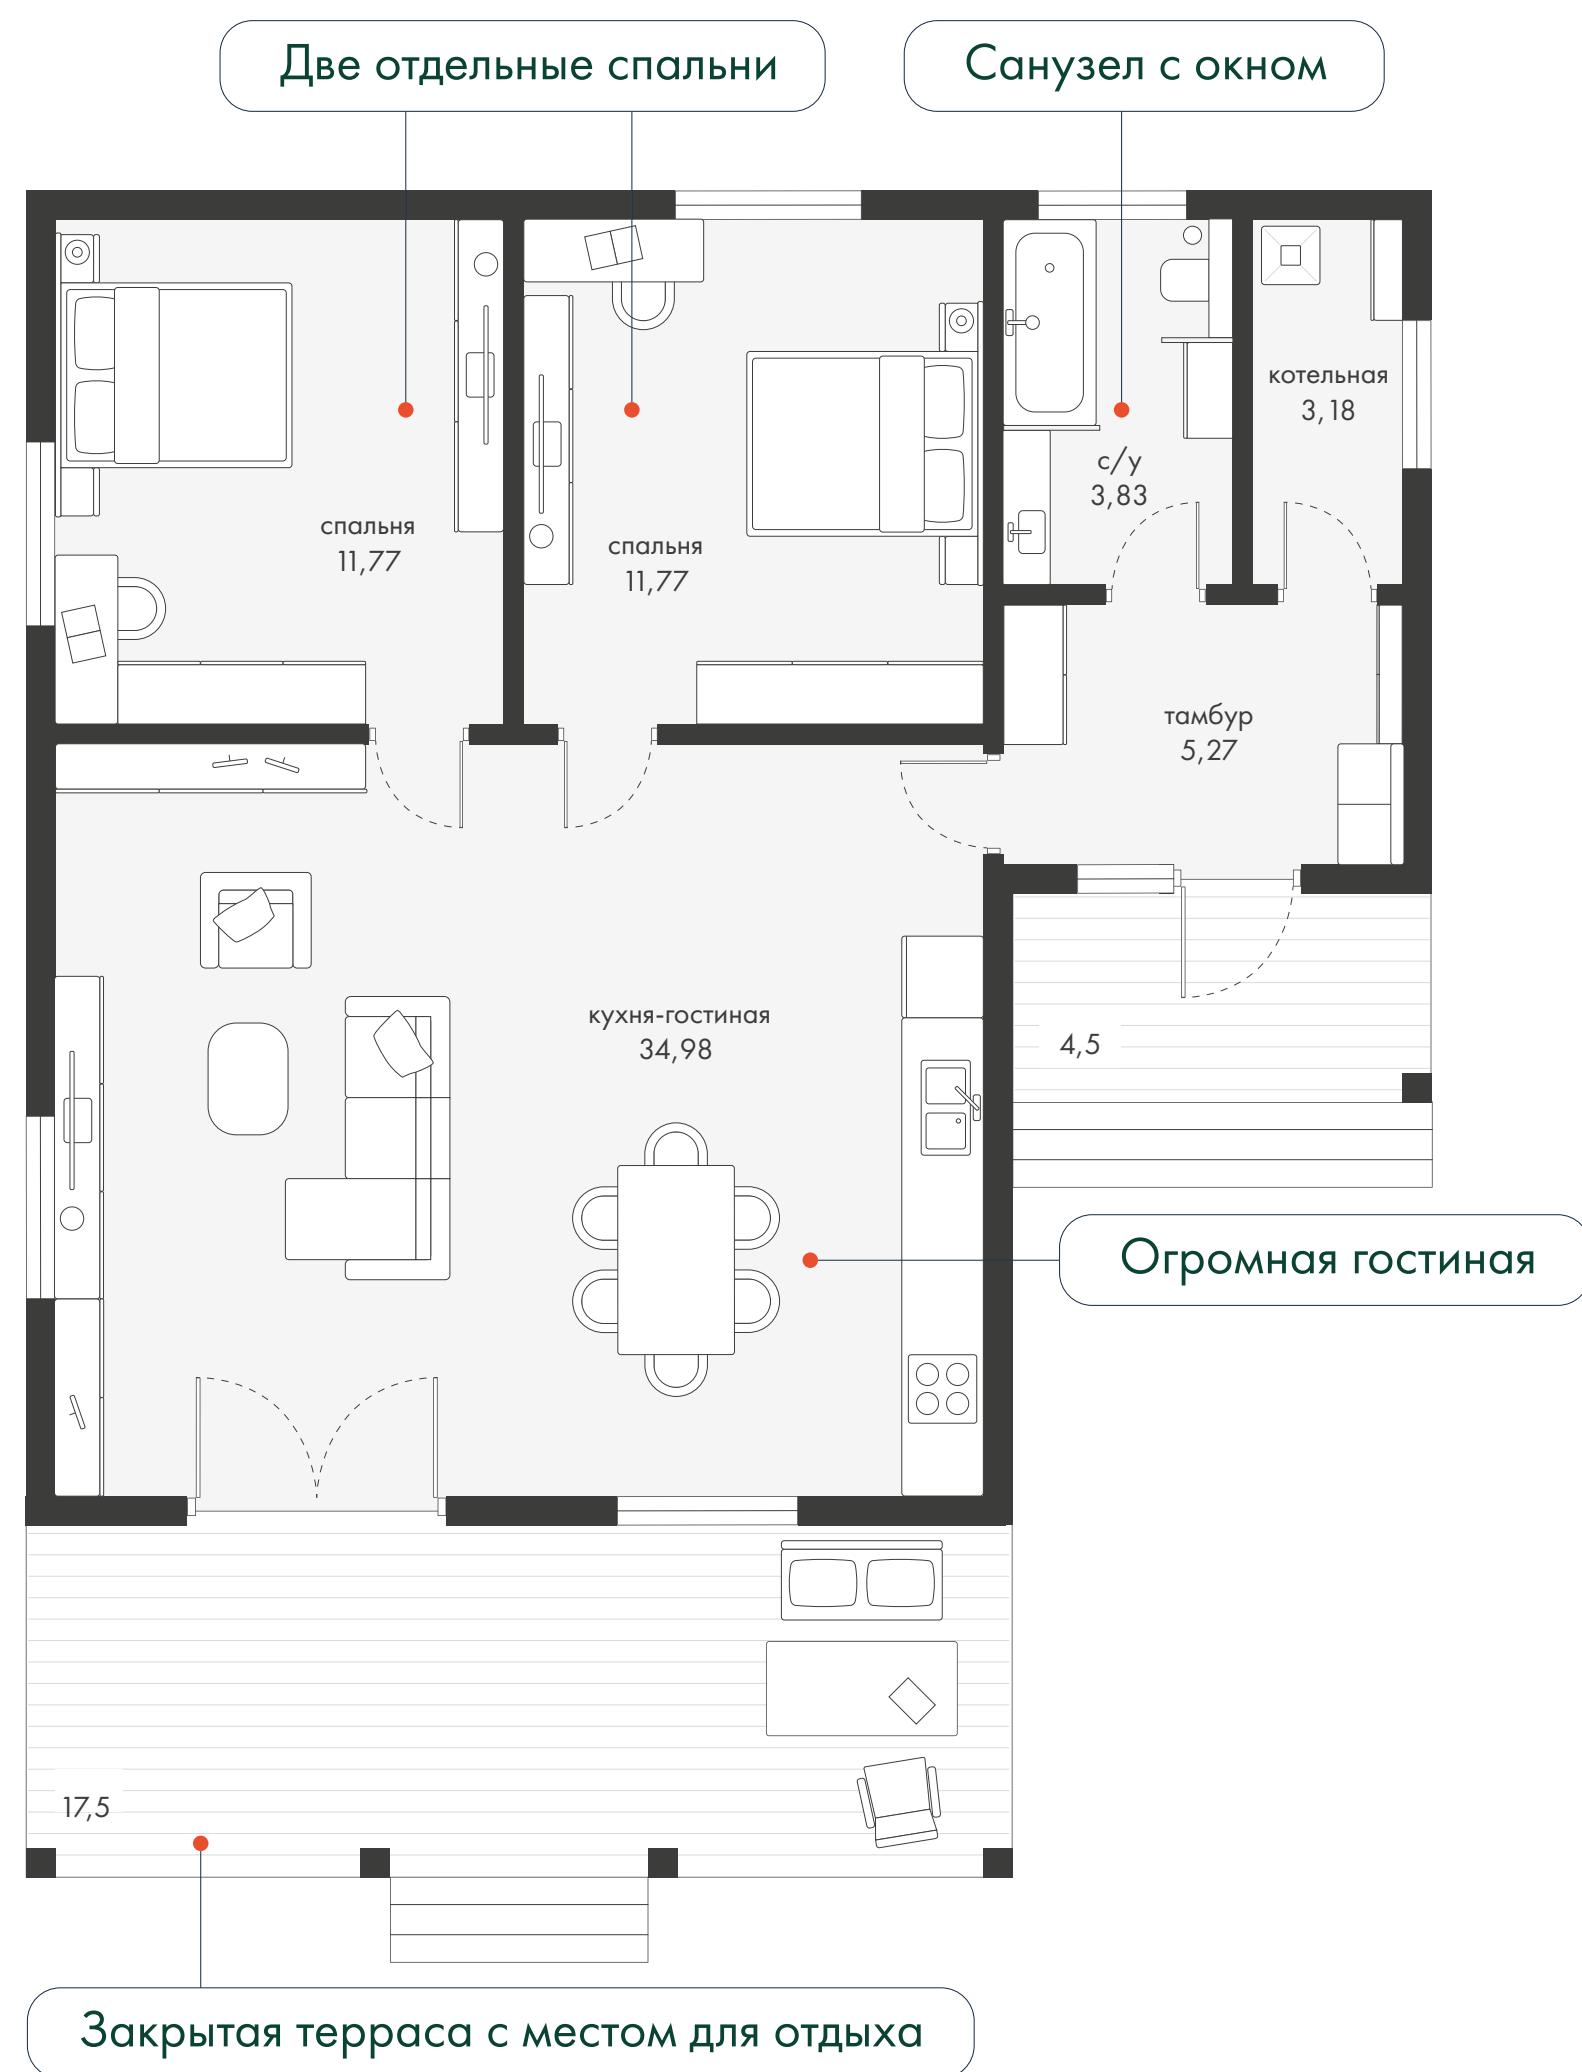 Две отдельные спальни
Санузел с окном
котельная
3,18
с/у
3,83
спальня
11,77
спальня
11,77
тамбур
5,27
кухня-гостиная
34,98
4,5
Огромная гостиная
17,5
Закрытая терраса с местом для отдыха